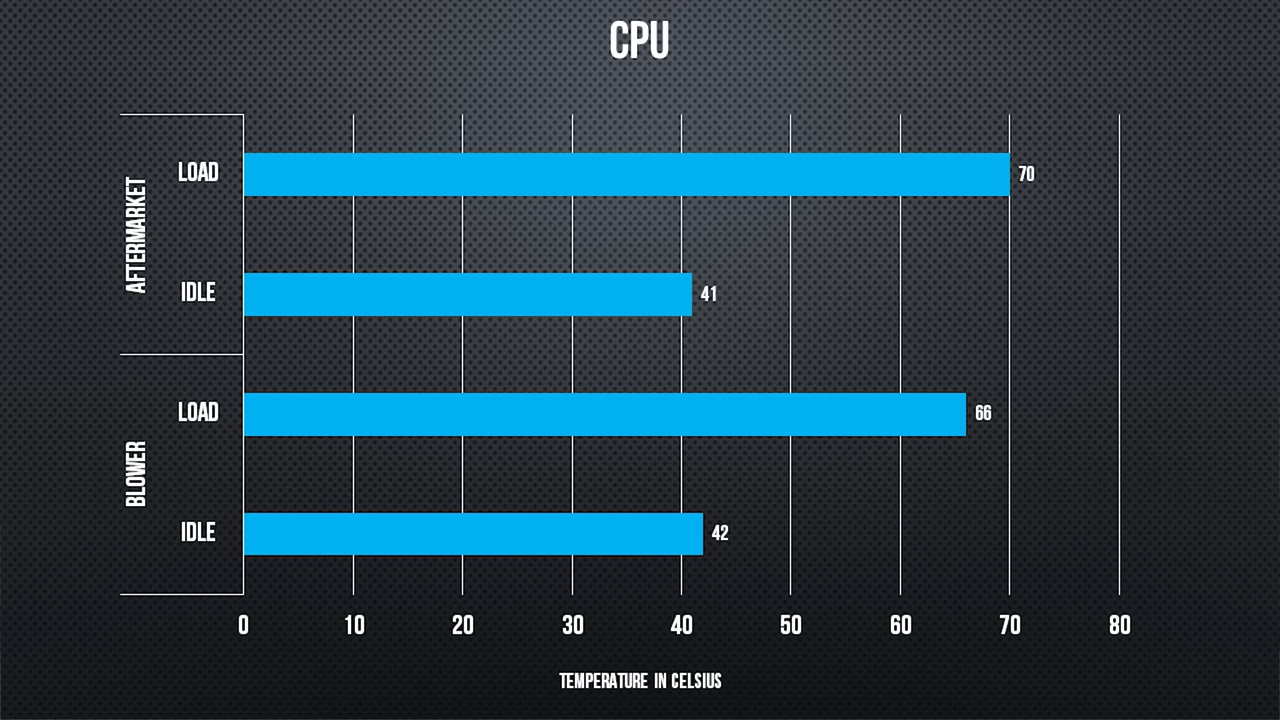 CPU
AFTERMARKET
LOAD
70
IDLE
41
BLOWER
LOAD
66
IDLE
42
0 10 20 30 40 50 60 70 80
TEMPERATURE IN CELSIUS